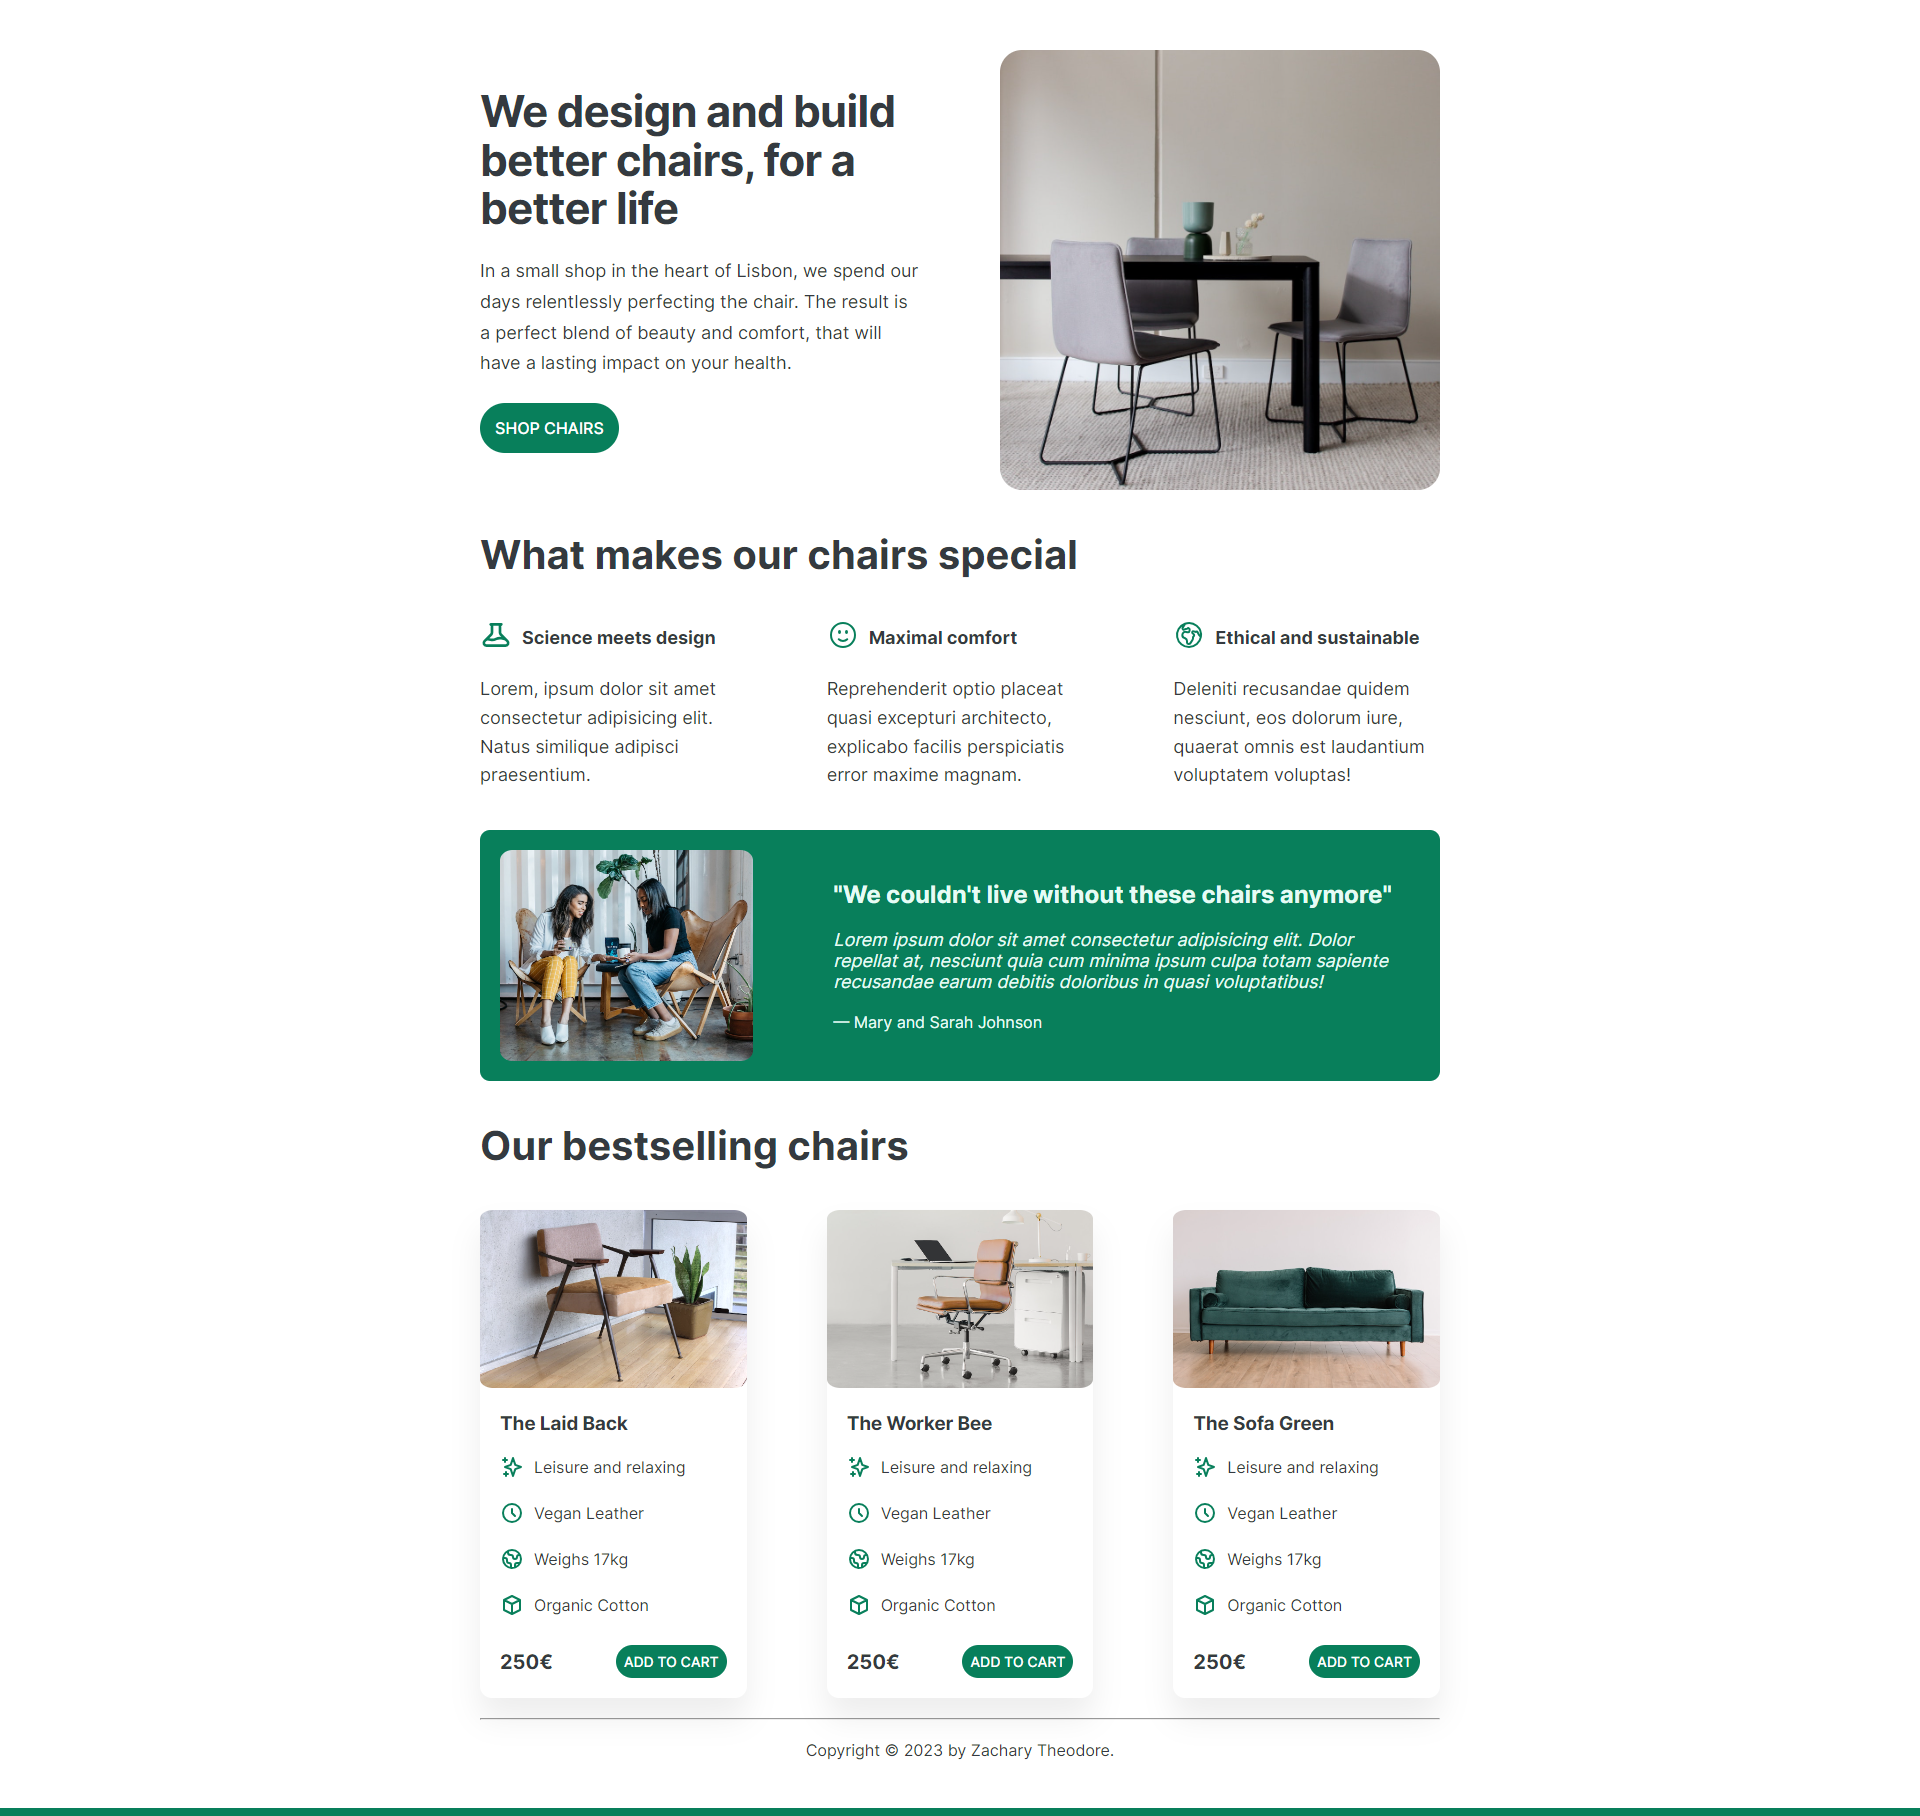 We design and build
better chairs, for a
better life
In a small shop in the heart of Lisbon, we spend our
days relentlessly perfecting the chair. The result is
a perfect blend of beauty and comfort, that will
have a lasting impact on your health.
SHOP CHAIRS
What makes our chairs special
Science meets design
Lorem, ipsum dolor sit amet
consectetur adipisicing elit.
Natus similique adipisci
praesentium.
Maximal comfort
Reprehenderit optio placeat
quasi excepturi architecto,
explicabo facilis perspiciatis
error maxime magnam.
Ethical and sustainable
Deleniti recusandae quidem
nesciunt, eos dolorum iure,
quaerat omnis est laudantium
voluptatem voluptas!
"We couldn't live without these chairs anymore"
Lorem ipsum dolor sit amet consectetur adipisicing elit. Dolor
repellat at, nesciunt quia cum minima ipsum culpa totam sapiente
recusandae earum debitis doloribus in quasi voluptatibus!
— Mary and Sarah Johnson
Our bestselling chairs
The Laid Back
Leisure and relaxing
Vegan Leather
Weighs 17kg
Organic Cotton
250€
ADD TO CART
The Worker Bee
Leisure and relaxing
Vegan Leather
Weighs 17kg
Organic Cotton
250€
ADD TO CART
The Sofa Green
Leisure and relaxing
Vegan Leather
Weighs 17kg
Organic Cotton
250€
ADD TO CART
Copyright © 2023 by Zachary Theodore.